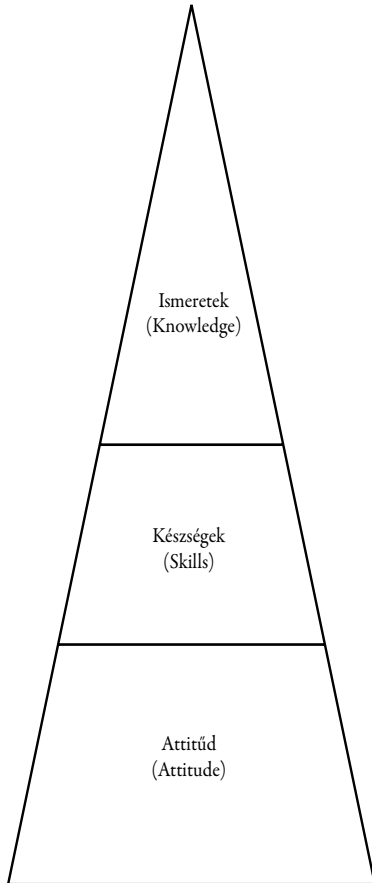 Ismeretek
(Knowledge)
Készségek
(Skills)
Attitűd
(Attitude)